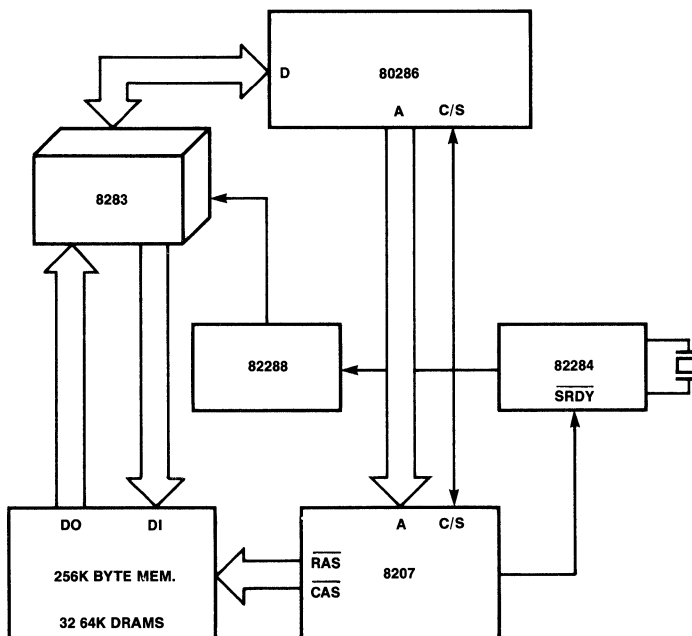 80286
D
A C/S
8283
82288
82284
SRDY
DO DI
256K BYTE MEM.
32 64K DRAMS
A C/S
RAS
8207
CAS